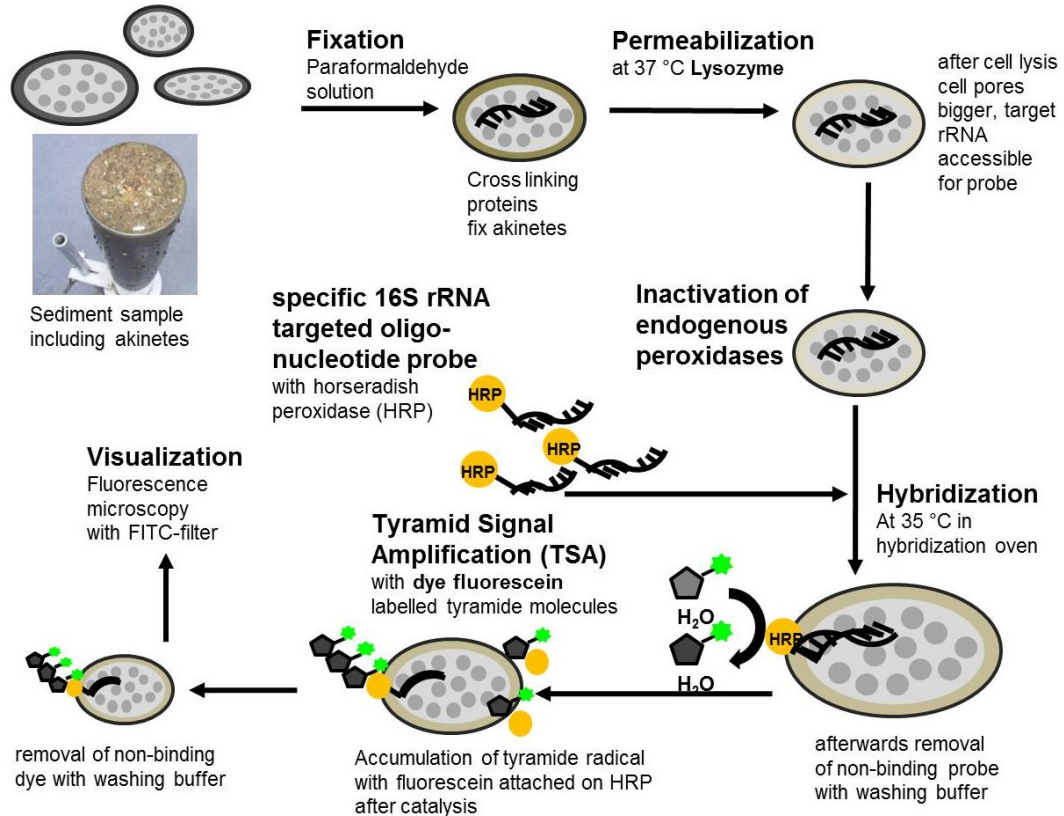 Fixation
Paraformaldehyde
solution
Permeabilization
at 37 °C Lysozyme
after cell lysis
cell pores
bigger, target
rRNA
accessible
for probe
Cross linking
proteins
fix akinetes
Sediment sample
including akinetes
specific 16S rRNA
targeted oligo-
nucleotide probe
with horseradish
peroxidase (HRP)
Inactivation of
endogenous
peroxidases
HRP
HRP
HRP
Hybridization
At 35 °C in
hybridization oven
Visualization
Fluorescence
microscopy
with FITC-filter
Tyramid Signal
Amplification (TSA)
with dye fluorescein
labelled tyramide molecules
H2O
H2O
HRP
afterwards removal
of non-binding probe
with washing buffer
Accumulation of tyramide radical
with fluorescein attached on HRP
after catalysis
removal of non-binding
dye with washing buffer